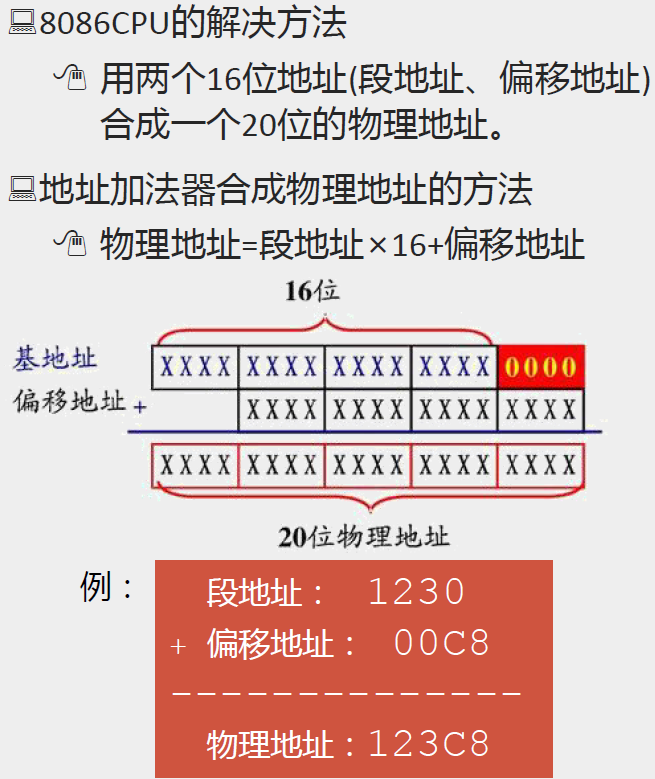 8086CPU的解决方法
用两个16位地址(段地址、偏移地址)
合成一个20位的物理地址。
地址加法器合成物理地址的方法
物理地址=段地址×16+偏移地址
16位
基地址 XXXX XXXX XXXX XXXX 0000
偏移地址 + XXXX XXXX XXXX XXXX
XXXX XXXX XXXX XXXX XXXX
20位物理地址
例： 段地址： 1230
+ 偏移地址： 00C8
--------------
物理地址：123C8